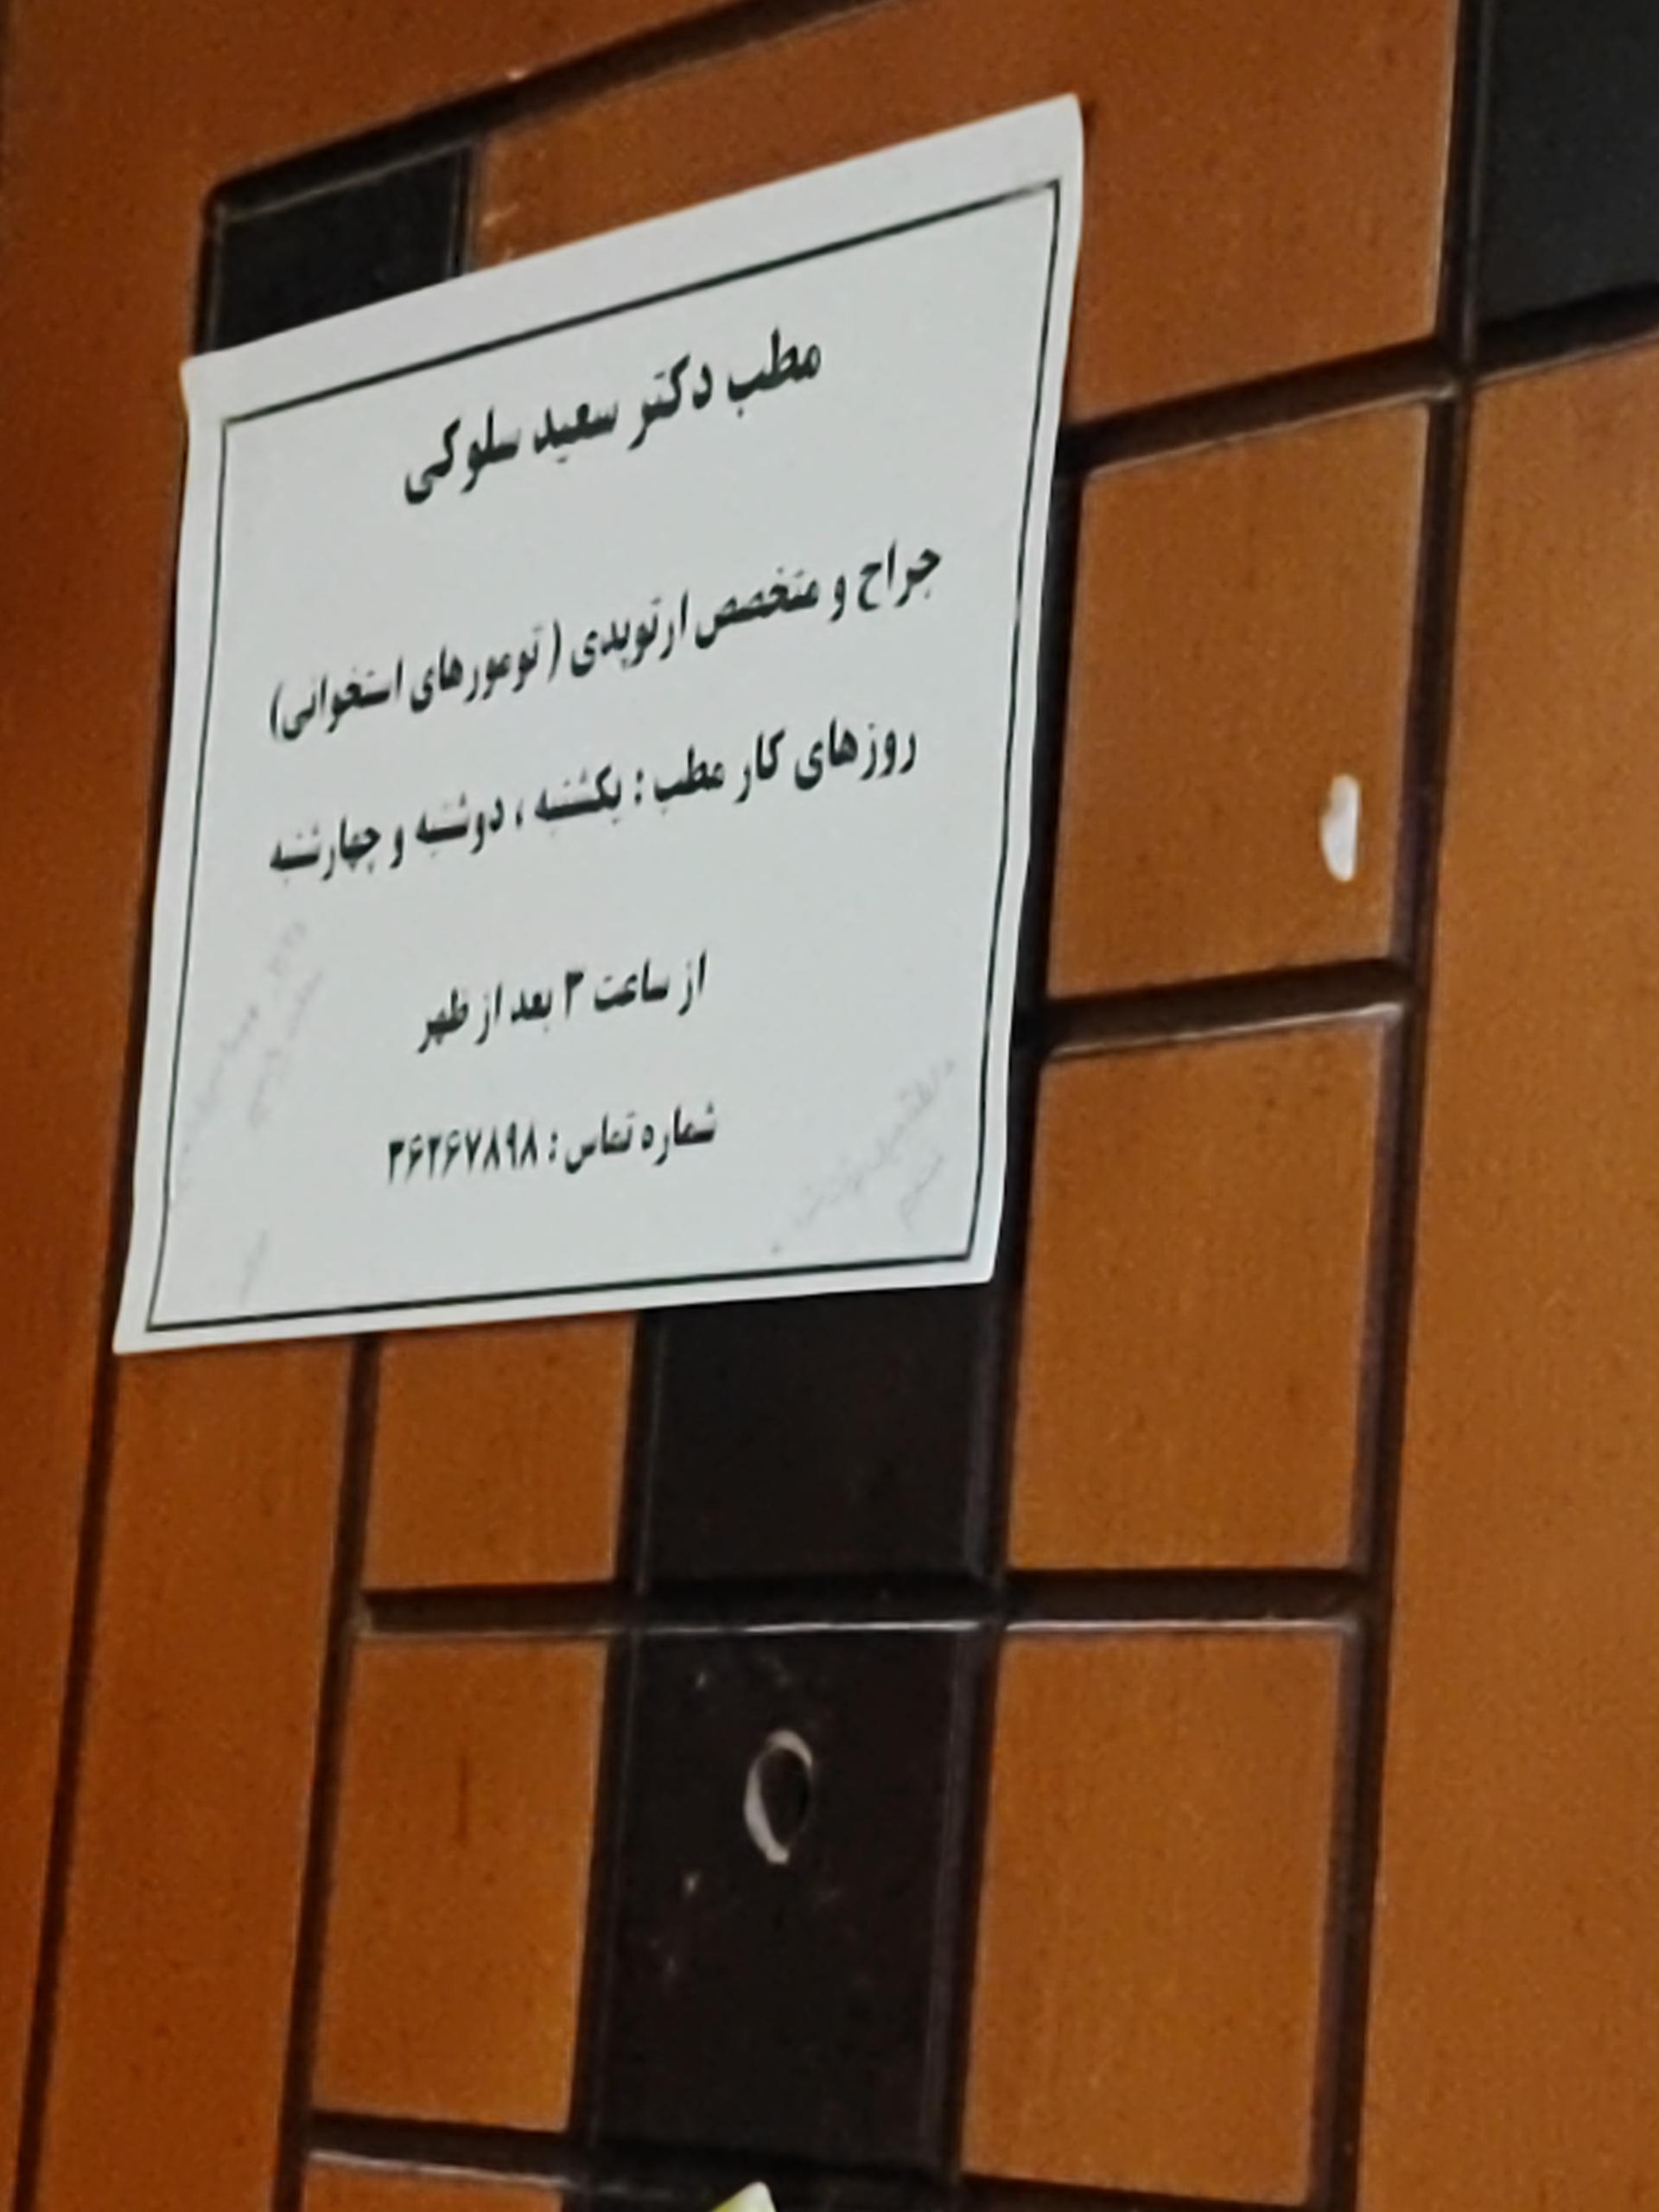 مطب دکتر سعید سلوکی
جراح و متخصص ارتوپدی ( تومورهای استخوانی)
روزهای کار مطب : یکشنبه ، دوشنبه و چهارشنبه
از ساعت ۳ بعد از ظهر
شماره تماس : ۳۶۲۶۷۸۹۸